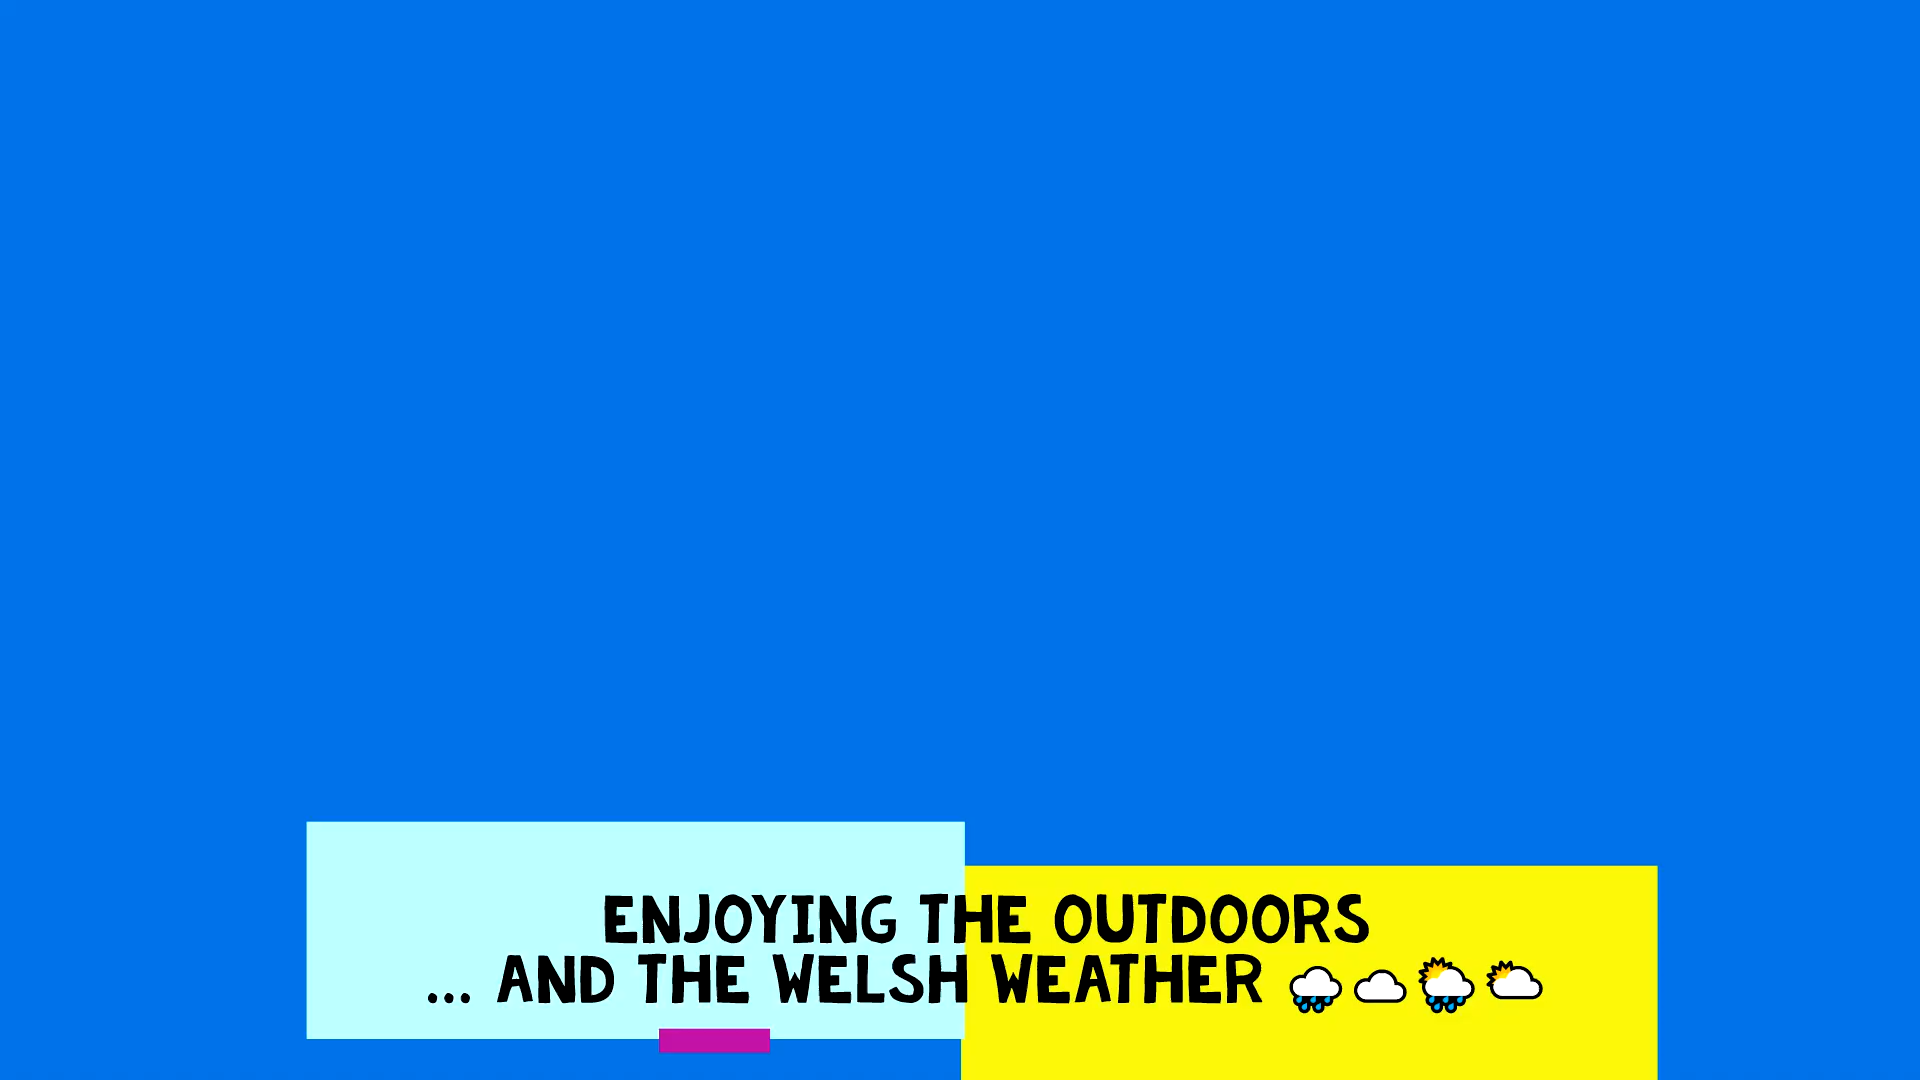 ENJOYING THE OUTDOORS
... AND THE WELSH WEATHER 🌧️☁️🌦️🌥️